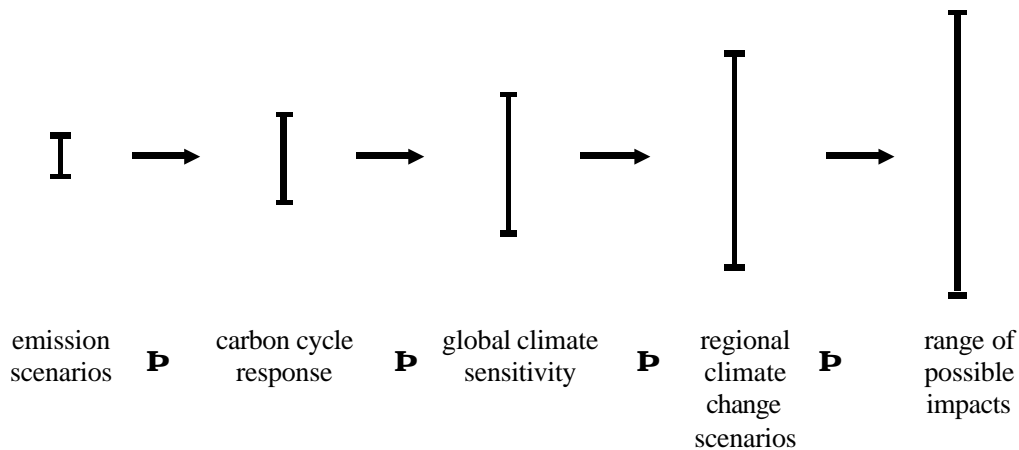 emission
scenarios
Þ
carbon cycle
response
Þ
global climate
sensitivity
Þ
regional
climate
change
scenarios
Þ
range of
possible
impacts